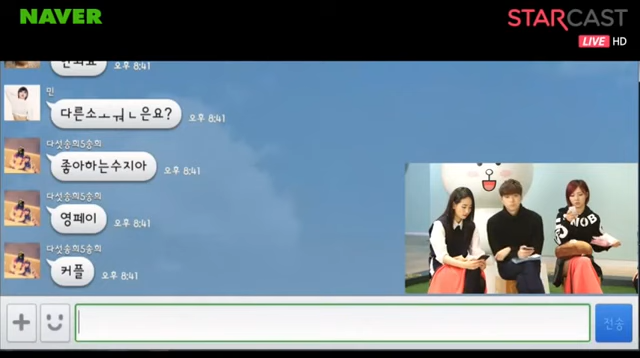 NAVER
STARCAST
LIVE HD
오후 8:41
민
다른소ㅗㅝㄴ은요?
오후 8:41
다섯송희5송희
좋아하는수지아
오후 8:41
다섯송희5송희
영페이
오후 8:41
다섯송희5송희
커플
오후 8:41
NOB
전송